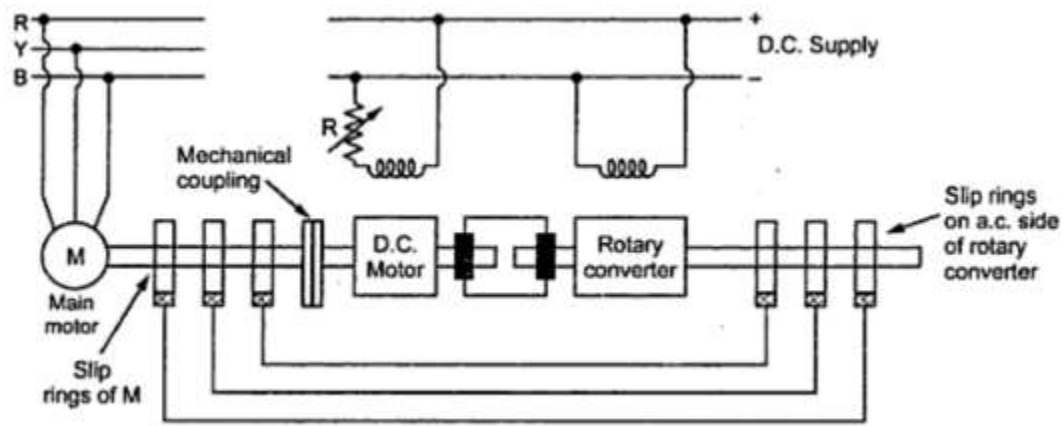 R
Y
B
+
D.C. Supply
–
R
Mechanical
coupling
M
Main
motor
Slip
rings of M
D.C.
Motor
Rotary
converter
Slip rings
on a.c. side
of rotary
converter